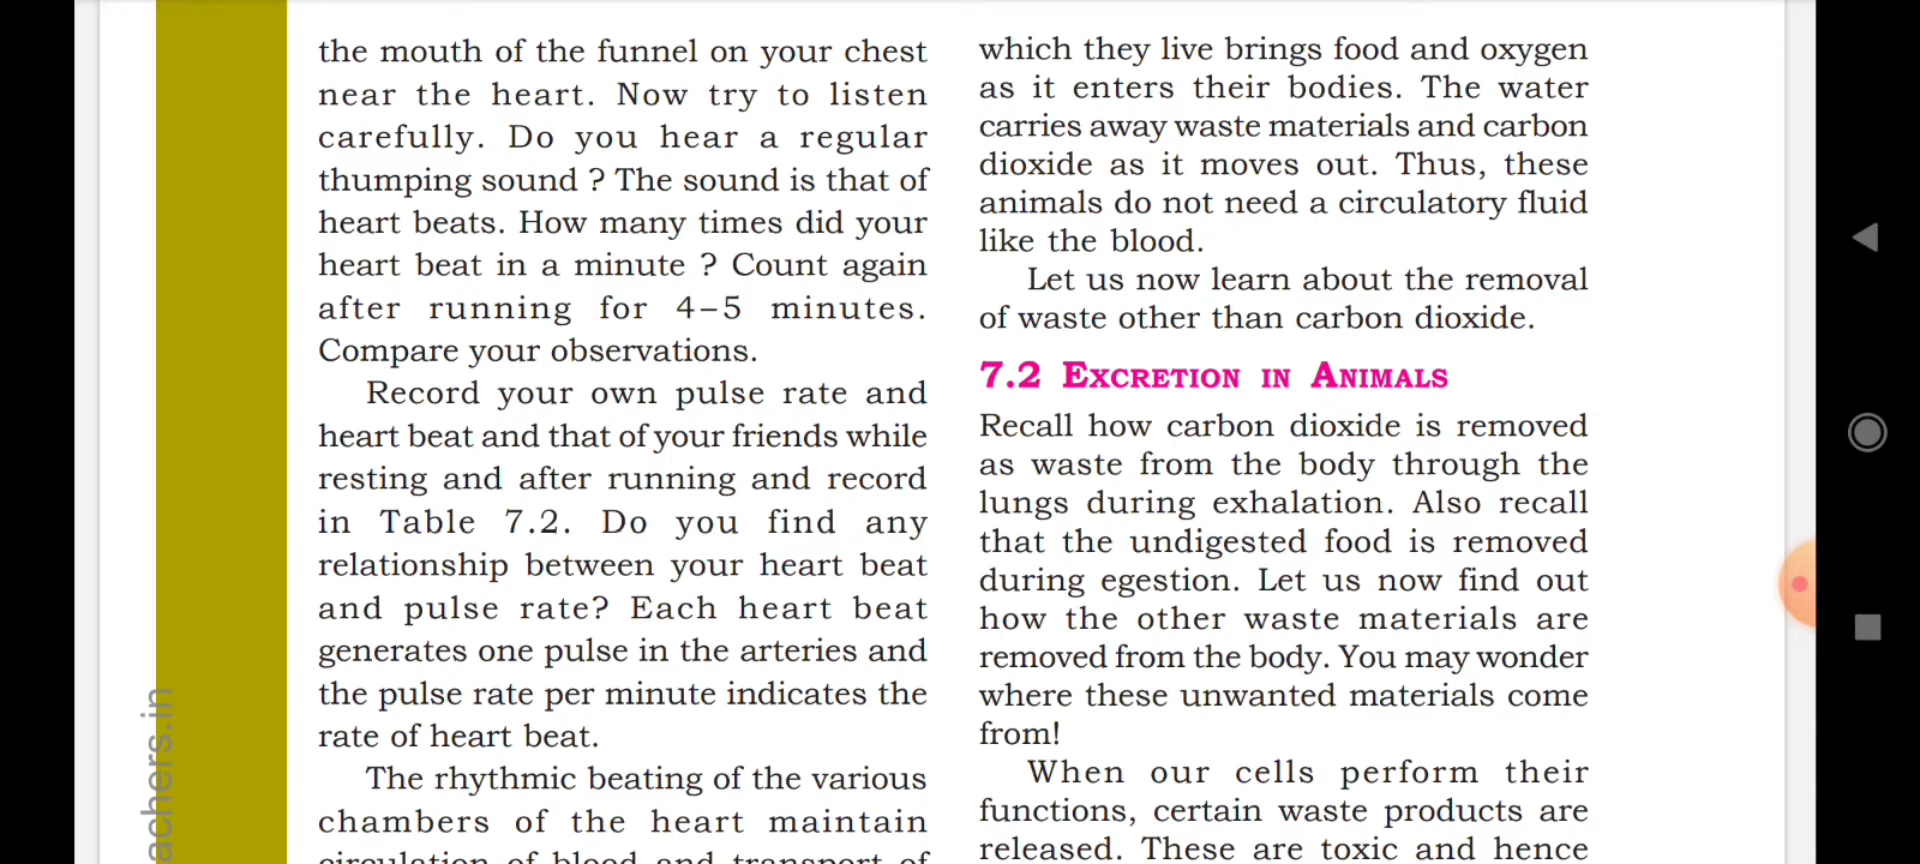 the mouth of the funnel on your chest
near the heart. Now try to listen
carefully. Do you hear a regular
thumping sound ? The sound is that of
heart beats. How many times did your
heart beat in a minute ? Count again
after running for 4–5 minutes.
Compare your observations.
Record your own pulse rate and
heart beat and that of your friends while
resting and after running and record
in Table 7.2. Do you find any
relationship between your heart beat
and pulse rate? Each heart beat
generates one pulse in the arteries and
the pulse rate per minute indicates the
rate of heart beat.
The rhythmic beating of the various
chambers of the heart maintain
circulation of blood and transport of
which they live brings food and oxygen
as it enters their bodies. The water
carries away waste materials and carbon
dioxide as it moves out. Thus, these
animals do not need a circulatory fluid
like the blood.
Let us now learn about the removal
of waste other than carbon dioxide.
7.2 EXCRETION IN ANIMALS
Recall how carbon dioxide is removed
as waste from the body through the
lungs during exhalation. Also recall
that the undigested food is removed
during egestion. Let us now find out
how the other waste materials are
removed from the body. You may wonder
where these unwanted materials come
from!
When our cells perform their
functions, certain waste products are
released. These are toxic and hence
achers.in